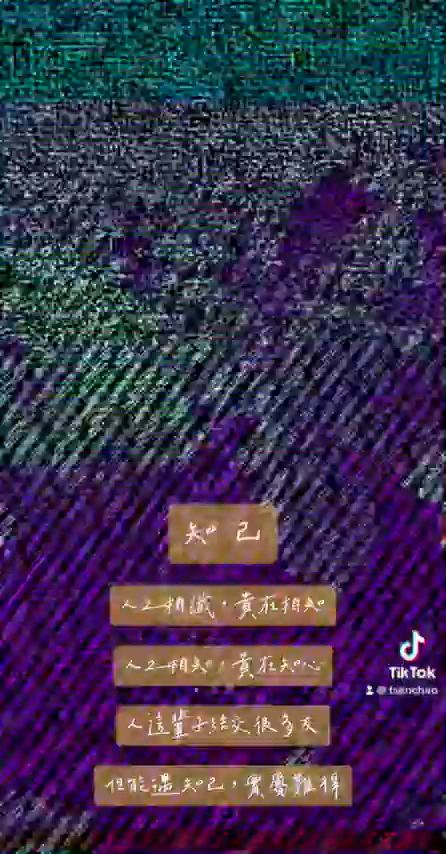 知己
人之相識，貴在相知
人之相知，貴在知心
人這輩子結交很多友
但能遇知己，實屬難得
TikTok